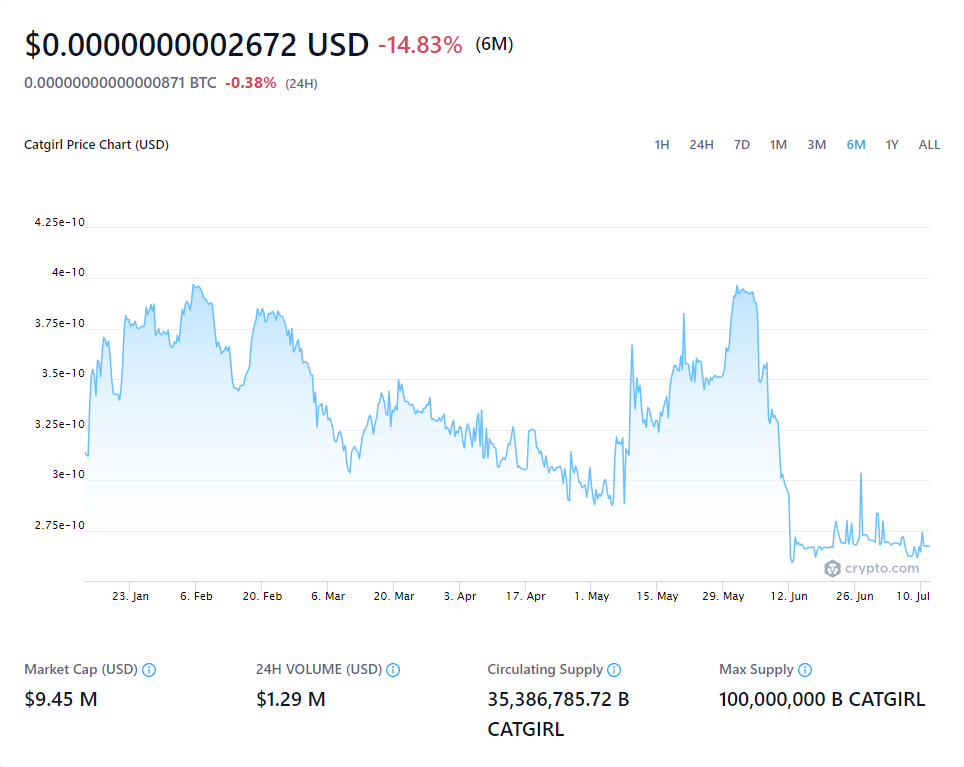 $0.0000000002672 USD -14.83% (6M)
0.00000000000000871 BTC -0.38% (24H)
Catgirl Price Chart (USD)
1H 24H 7D 1M 3M 6M 1Y ALL
4.25e-10
4e-10
3.75e-10
3.5e-10
3.25e-10
3e-10
2.75e-10
crypto.com
23. Jan 6. Feb 20. Feb 6. Mar 20. Mar 3. Apr 17. Apr 1. May 15. May 29. May 12. Jun 26. Jun 10. Jul
Market Cap (USD) 24H VOLUME (USD) Circulating Supply Max Supply
$9.45 M $1.29 M 35,386,785.72 B 100,000,000 B CATGIRL
CATGIRL